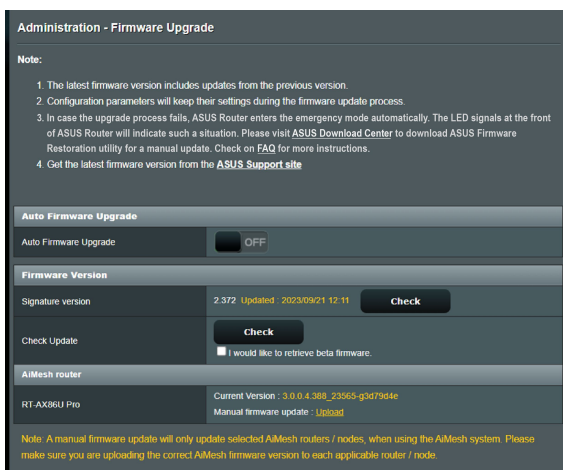 Administration - Firmware Upgrade
Note:
1. The latest firmware version includes updates from the previous version.
2. Configuration parameters will keep their settings during the firmware update process.
3. In case the upgrade process fails, ASUS Router enters the emergency mode automatically. The LED signals at the front
of ASUS Router will indicate such a situation. Please visit ASUS Download Center to download ASUS Firmware
Restoration utility for a manual update. Check on FAQ for more instructions.
4. Get the latest firmware version from the ASUS Support site
Auto Firmware Upgrade
Auto Firmware Upgrade OFF
Firmware Version
Signature version 2.372 Updated : 2023/09/21 12:11 Check
Check Update Check
I would like to retrieve beta firmware.
AiMesh router
RT-AX86U Pro Current Version : 3.0.0.4.388_23565-g3d79d4e
Manual firmware update : Upload
Note: A manual firmware update will only update selected AiMesh routers / nodes, when using the AiMesh system. Please
make sure you are uploading the correct AiMesh firmware version to each applicable router / node.